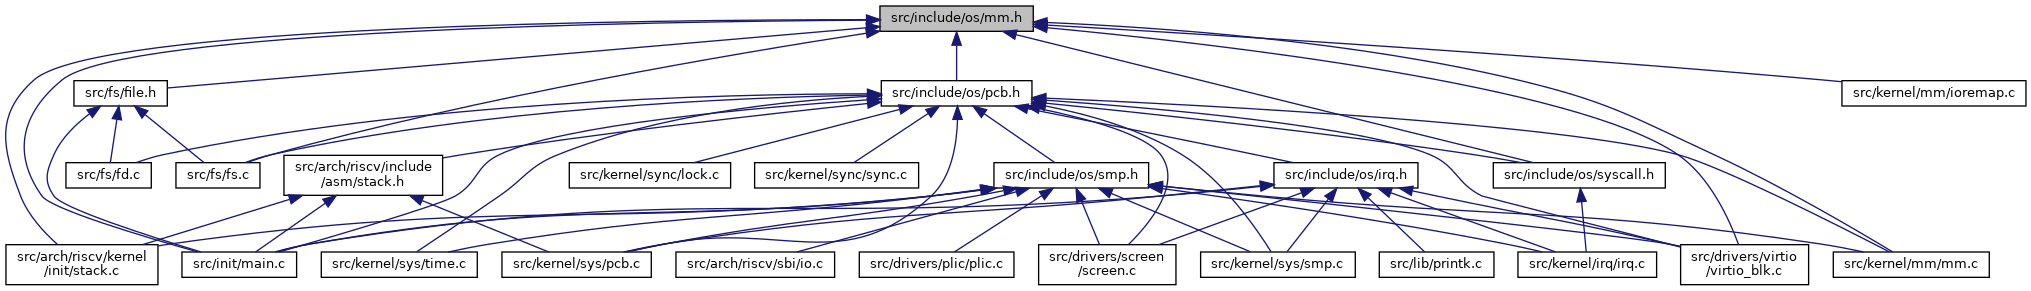 src/include/os/mm.h
src/fs/file.h
src/include/os/pcb.h
src/kernel/mm/ioremap.c
src/fs/fd.c
src/fs/fs.c
src/arch/riscv/include
/asm/stack.h
src/kernel/sync/lock.c
src/kernel/sync/sync.c
src/include/os/smp.h
src/include/os/irq.h
src/include/os/syscall.h
src/arch/riscv/kernel
/init/stack.c
src/init/main.c
src/kernel/sys/time.c
src/kernel/sys/pcb.c
src/arch/riscv/sbi/io.c
src/drivers/plic/plic.c
src/drivers/screen
/screen.c
src/kernel/sys/smp.c
src/lib/printk.c
src/kernel/irq/irq.c
src/drivers/virtio
/virtio_blk.c
src/kernel/mm/mm.c